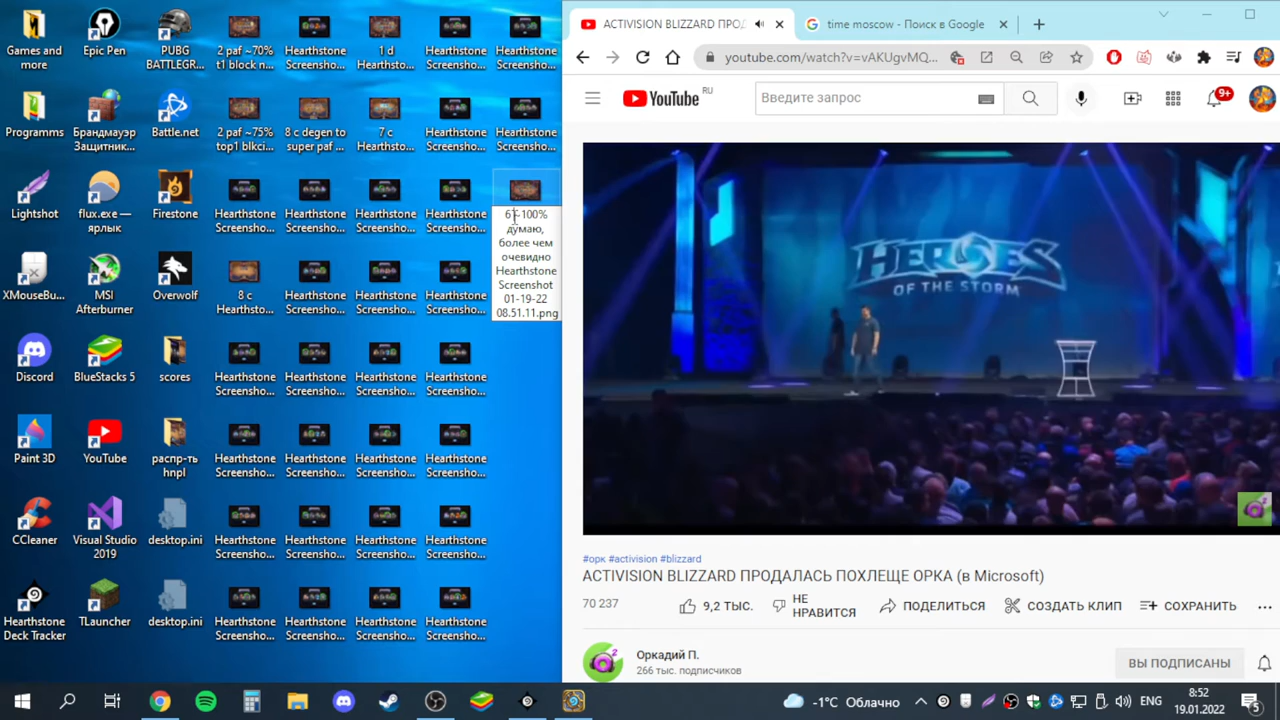 Games and
more
Epic Pen
PUBG
BATTLEGR...
2 paf ~70%
t1 block n...
Hearthstone
Screensho...
1 d
Hearthsto...
Hearthstone
Screensho...
Hearthstone
Screensho...
Programms
Брандмауэр
Защитник...
Battle.net
2 paf ~75%
top1 blkci...
8 c degen to
super paf ...
7 c
Hearthsto...
Hearthstone
Screensho...
Hearthstone
Screensho...
Lightshot
flux.exe —
ярлык
Firestone
Hearthstone
Screensho...
Hearthstone
Screensho...
Hearthstone
Screensho...
Hearthstone
Screensho...
61-100%
думаю,
более чем
очевидно
Hearthstone
Screenshot
01-19-22
08.51.11.png
XMouseBu...
MSI
Afterburner
Overwolf
8 c
Hearthsto...
Hearthstone
Screensho...
Hearthstone
Screensho...
Hearthstone
Screensho...
Discord
BlueStacks 5
scores
Hearthstone
Screensho...
Hearthstone
Screensho...
Hearthstone
Screensho...
Hearthstone
Screensho...
Paint 3D
YouTube
распр-ть
hnpl
Hearthstone
Screensho...
Hearthstone
Screensho...
Hearthstone
Screensho...
Hearthstone
Screensho...
CCleaner
Visual Studio
2019
desktop.ini
Hearthstone
Screensho...
Hearthstone
Screensho...
Hearthstone
Screensho...
Hearthstone
Screensho...
Hearthstone
Deck Tracker
TLauncher
desktop.ini
Hearthstone
Screensho...
Hearthstone
Screensho...
Hearthstone
Screensho...
Hearthstone
Screensho...
ACTIVISION BLIZZARD ПРОД
time moscow - Поиск в Google
youtube.com/watch?v=vAKUgvMQ...
YouTube RU
Введите запрос
9+
HEROES
OF THE STORM
#орк #activision #blizzard
ACTIVISION BLIZZARD ПРОДАЛАСЬ ПОХЛЕЩЕ ОРКА (в Microsoft)
70 237
9,2 ТЫС.
НЕ
НРАВИТСЯ
ПОДЕЛИТЬСЯ
СОЗДАТЬ КЛИП
СОХРАНИТЬ
Оркадий П.
266 тыс. подписчиков
ВЫ ПОДПИСАНЫ
-1°C Облачно
ENG
8:52
19.01.2022
5